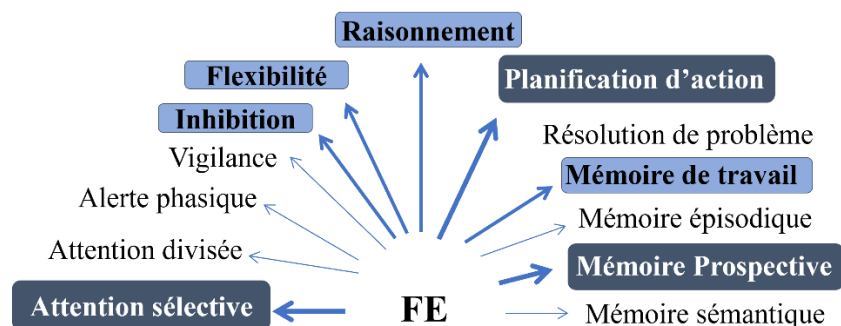 Raisonnement
Flexibilité
Planification d’action
Inhibition
Résolution de problème
Vigilance
Mémoire de travail
Alerte phasique
Mémoire épisodique
Attention divisée
Mémoire Prospective
Attention sélective
FE
Mémoire sémantique